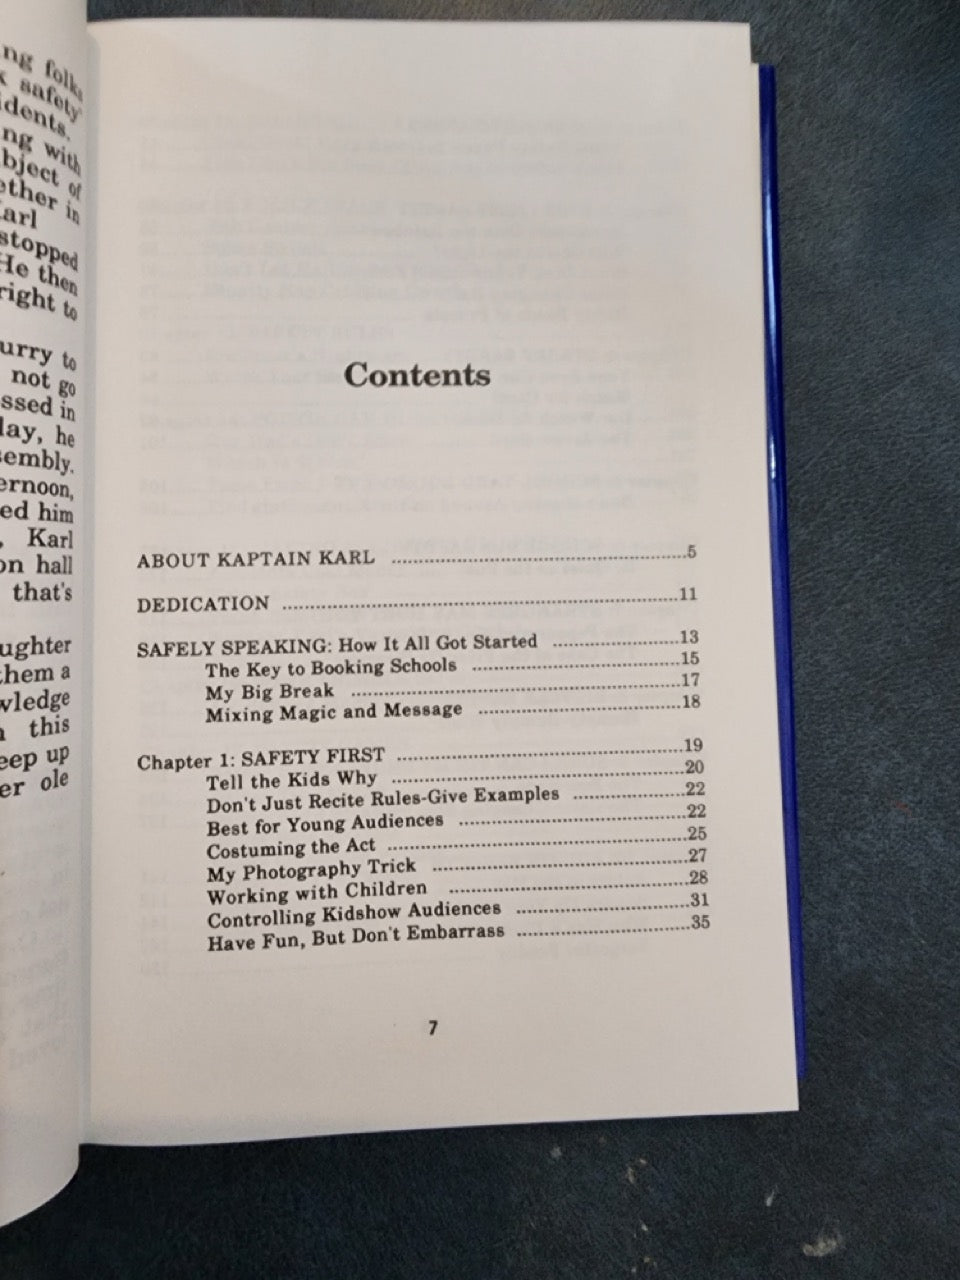 ng folks
safety
idents.
ng with
bject of
ether in
arl
stopped
He then
right to
urry to
not go
ssed in
lay, he
sembly.
ernoon,
ed him
, Karl
on hall
that's
ughter
them a
wledge
this
eep up
er ole
Contents
ABOUT KAPTAIN KARL ........................5
DEDICATION ........................11
SAFELY SPEAKING: How It All Got Started ........................13
The Key to Booking Schools ........................15
My Big Break ........................17
Mixing Magic and Message ........................18
Chapter 1: SAFETY FIRST ........................19
Tell the Kids Why ........................20
Don't Just Recite Rules-Give Examples ........................22
Best for Young Audiences ........................22
Costuming the Act ........................25
My Photography Trick ........................27
Working with Children ........................28
Controlling Kidshow Audiences ........................31
Have Fun, But Don't Embarrass ........................35
7